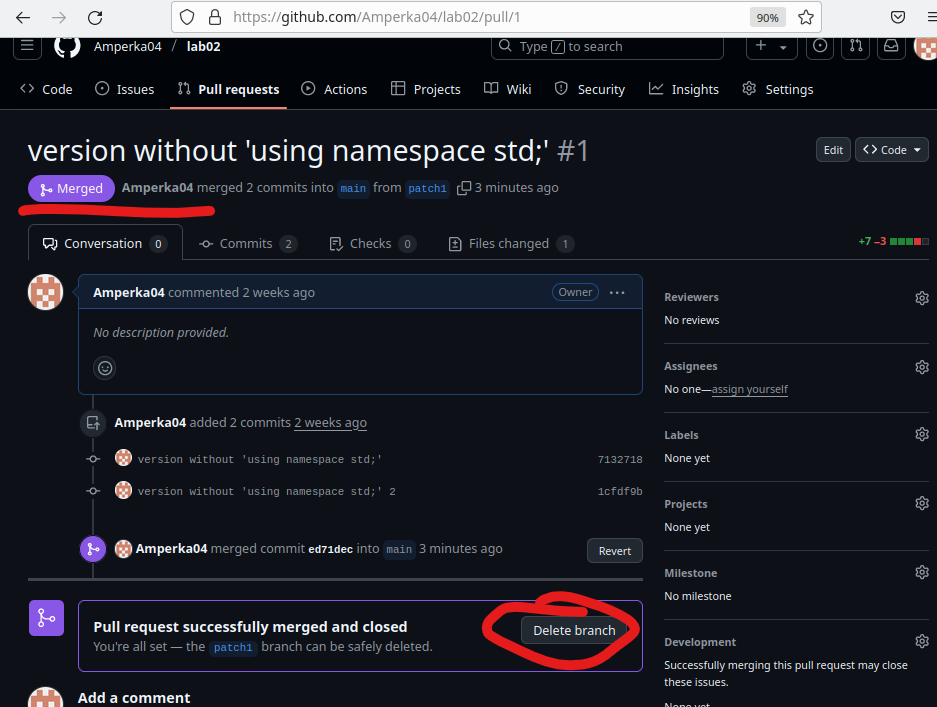 https://github.com/Amperka04/lab02/pull/1
90%
Amperka04 / lab02
Type / to search
Code Issues Pull requests Actions Projects Wiki Security Insights Settings
version without 'using namespace std;' #1
Edit
Code
Merged
Amperka04 merged 2 commits into main from patch1 3 minutes ago
Conversation 0
Commits 2
Checks 0
Files changed 1
+7 −3
Amperka04 commented 2 weeks ago
Owner
No description provided.
Amperka04 added 2 commits 2 weeks ago
version without 'using namespace std;' 7132718
version without 'using namespace std;' 2 1cfdf9b
Amperka04 merged commit ed71dec into main 3 minutes ago
Revert
Pull request successfully merged and closed
You're all set — the patch1 branch can be safely deleted.
Delete branch
Add a comment
Reviewers
No reviews
Assignees
No one—assign yourself
Labels
None yet
Projects
None yet
Milestone
No milestone
Development
Successfully merging this pull request may close
these issues.
None yet